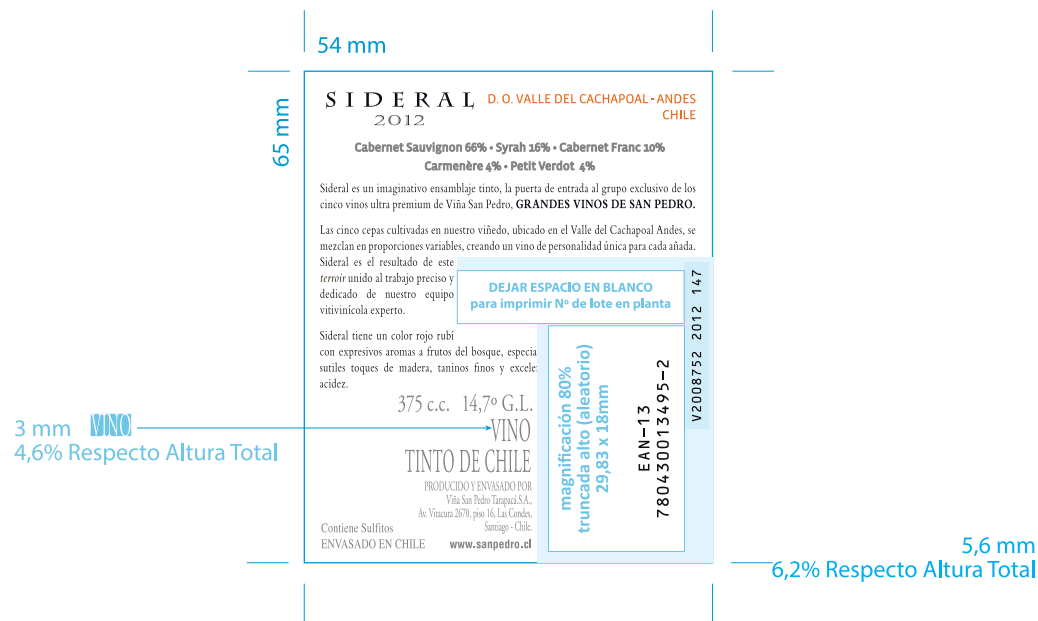 54 mm
65 mm
SIDERAL
2012
D. O. VALLE DEL CACHAPOAL - ANDES
CHILE
Cabernet Sauvignon 66% • Syrah 16% • Cabernet Franc 10%
Carmenère 4% • Petit Verdot 4%
Sideral es un imaginativo ensamblaje tinto, la puerta de entrada al grupo exclusivo de los
cinco vinos ultra premium de Viña San Pedro, GRANDES VINOS DE SAN PEDRO.
Las cinco cepas cultivadas en nuestro viñedo, ubicado en el Valle del Cachapoal Andes, se
mezclan en proporciones variables, creando un vino de personalidad única para cada añada.
Sideral es el resultado de este
terroir unido al trabajo preciso y
dedicado de nuestro equipo
vitivinícola experto.
Sideral tiene un color rojo rubí
con expresivos aromas a frutos del bosque, especia
sutiles toques de madera, taninos finos y excele
acidez.
DEJAR ESPACIO EN BLANCO
para imprimir Nº de lote en planta
V2008752 2012 147
magnificación 80%
truncada alto (aleatorio)
29,83 x 18mm
EAN-13
7804300013495-2
375 c.c. 14,7º G.L.
VINO
TINTO DE CHILE
PRODUCIDO Y ENVASADO POR
Viña San Pedro Tarapacá.S.A.,
Av. Vitacura 2670, piso 16, Las Condes,
Santiago - Chile.
Contiene Sulfitos
ENVASADO EN CHILE
www.sanpedro.cl
3 mm VINO
4,6% Respecto Altura Total
5,6 mm
6,2% Respecto Altura Total